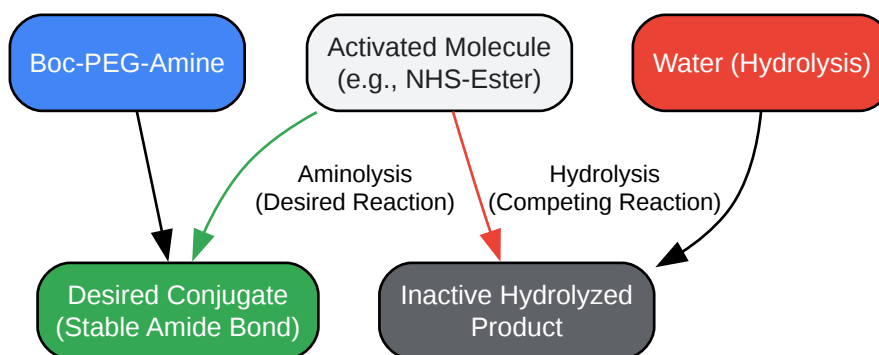 Boc-PEG-Amine
Activated Molecule
(e.g., NHS-Ester)
Water (Hydrolysis)
Aminolysis
(Desired Reaction)
Hydrolysis
(Competing Reaction)
Desired Conjugate
(Stable Amide Bond)
Inactive Hydrolyzed
Product